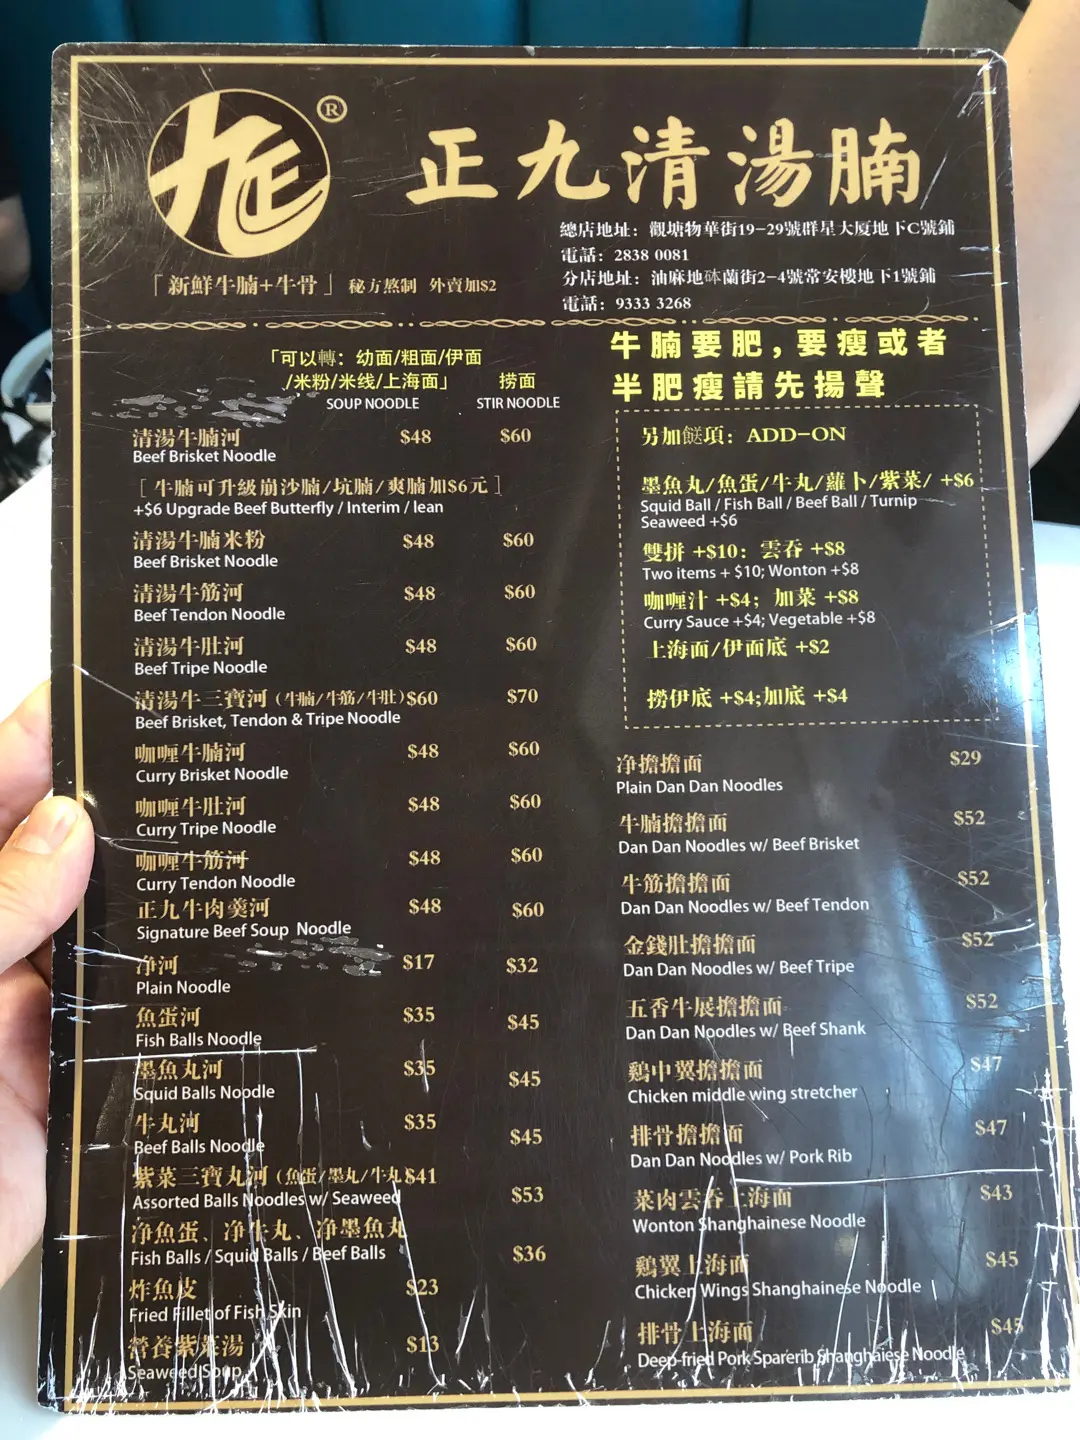 ®
正九清湯腩
總店地址：觀塘物華街19-29號群星大厦地下C號鋪
電話：2838 0081
分店地址：油麻地砵蘭街2-4號常安樓地下1號鋪
電話：9333 3268
「新鮮牛腩+牛骨」 秘方熬制 外賣加$2
「可以轉：幼面/粗面/伊面
/米粉/米线/上海面」 捞面
SOUP NOODLE STIR NOODLE
清湯牛腩河 $48 $60
Beef Brisket Noodle
[ 牛腩可升級崩沙腩/坑腩/爽腩加$6元 ]
+$6 Upgrade Beef Butterfly / Interim / lean
清湯牛腩米粉 $48 $60
Beef Brisket Noodle
清湯牛筋河 $48 $60
Beef Tendon Noodle
清湯牛肚河 $48 $60
Beef Tripe Noodle
清湯牛三寶河 (牛腩/牛筋/牛肚) $60 $70
Beef Brisket, Tendon & Tripe Noodle
咖喱牛腩河 $48 $60
Curry Brisket Noodle
咖喱牛肚河 $48 $60
Curry Tripe Noodle
咖喱牛筋河 $48 $60
Curry Tendon Noodle
正九牛肉羹河 $48 $60
Signature Beef Soup Noodle
净河 $17 $32
Plain Noodle
魚蛋河 $35 $45
Fish Balls Noodle
墨魚丸河 $35 $45
Squid Balls Noodle
牛丸河 $35 $45
Beef Balls Noodle
紫菜三寶丸河 (魚蛋/墨丸/牛丸 $41 $53
Assorted Balls Noodles w/ Seaweed
净魚蛋、净牛丸、净墨魚丸 $36
Fish Balls / Squid Balls / Beef Balls
炸魚皮 $23
Fried Fillet of Fish Skin
營養紫菜湯 $13
Seaweed Soup
牛腩要肥，要瘦或者
半肥瘦請先揚聲
另加餸項：ADD-ON
墨魚丸/魚蛋/牛丸/蘿卜/紫菜/ +$6
Squid Ball / Fish Ball / Beef Ball / Turnip
Seaweed +$6
雙拼 +$10：雲吞 +$8
Two items + $10; Wonton +$8
咖喱汁 +$4；加菜 +$8
Curry Sauce +$4; Vegetable +$8
上海面/伊面底 +$2
撈伊底 +$4;加底 +$4
净擔擔面 $29
Plain Dan Dan Noodles
牛腩擔擔面 $52
Dan Dan Noodles w/ Beef Brisket
牛筋擔擔面 $52
Dan Dan Noodles w/ Beef Tendon
金錢肚擔擔面 $52
Dan Dan Noodles w/ Beef Tripe
五香牛展擔擔面 $52
Dan Dan Noodles w/ Beef Shank
鷄中翼擔擔面 $47
Chicken middle wing stretcher
排骨擔擔面 $47
Dan Dan Noodles w/ Pork Rib
菜肉雲吞上海面 $43
Wonton Shanghainese Noodle
鷄翼上海面 $45
Chicken Wings Shanghainese Noodle
排骨上海面 $45
Deep-fried Pork Sparerib Shanghaiese Noodle